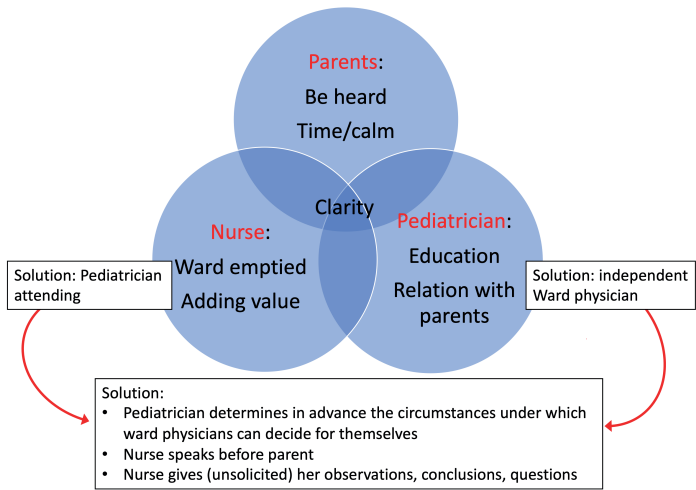 Parents:
Be heard
Time/calm
Clarity
Nurse:
Ward emptied
Adding value
Pediatrician:
Education
Relation with
parents
Solution: Pediatrician
attending
Solution: independent
Ward physician
Solution:
• Pediatrician determines in advance the circumstances under which
ward physicians can decide for themselves
• Nurse speaks before parent
• Nurse gives (unsolicited) her observations, conclusions, questions